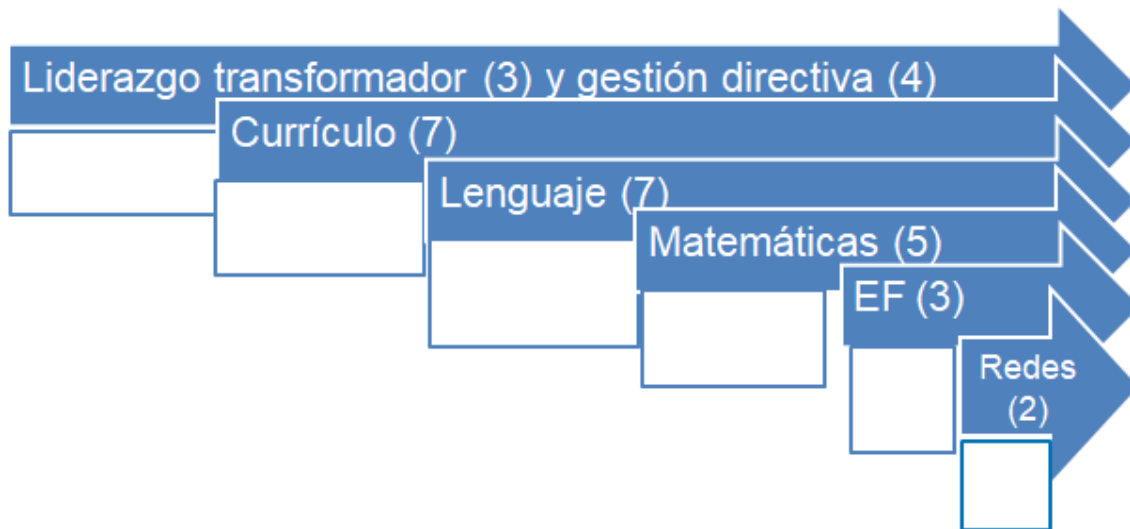 Liderazgo transformador (3) y gestión directiva (4)
Currículo (7)
Lenguaje (7)
Matemáticas (5)
EF (3)
Redes
(2)